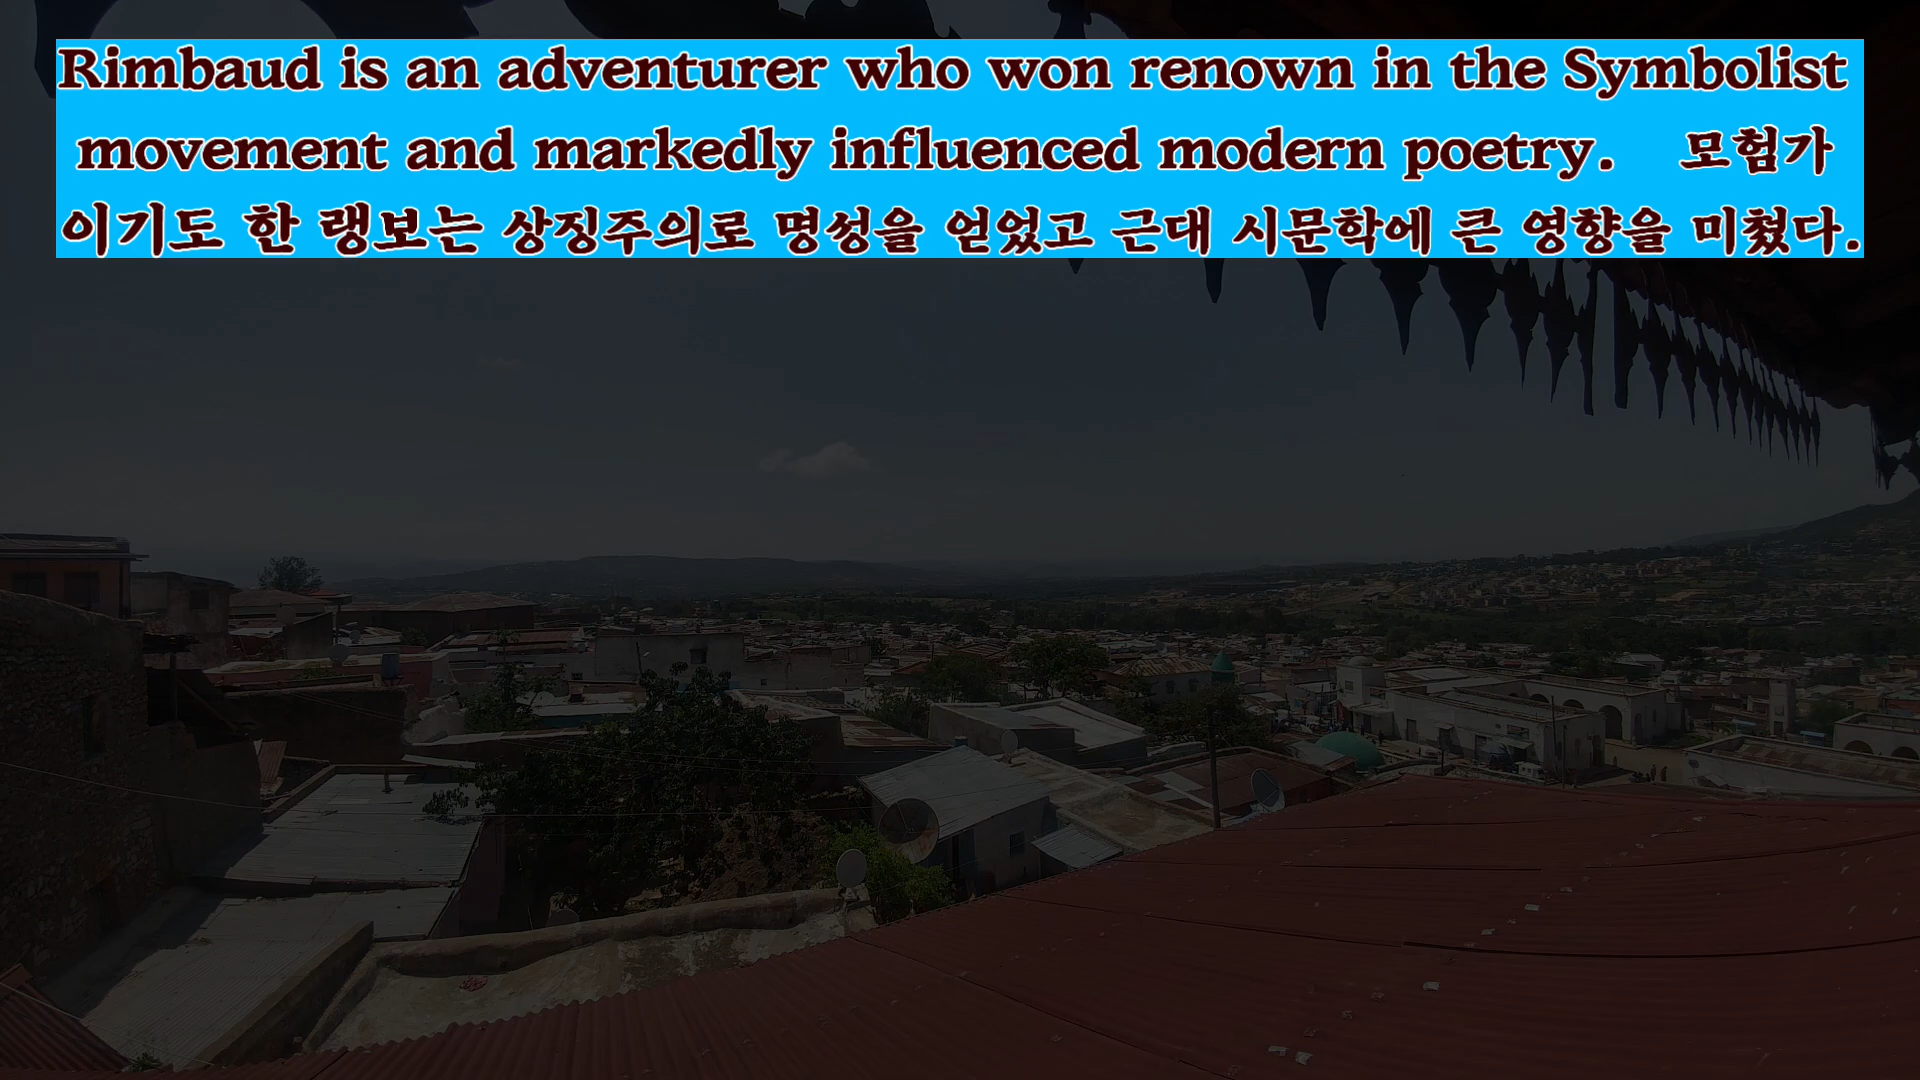 Rimbaud is an adventurer who won renown in the Symbolist
movement and markedly influenced modern poetry. 모험가
이기도 한 랭보는 상징주의로 명성을 얻었고 근대 시문학에 큰 영향을 미쳤다.